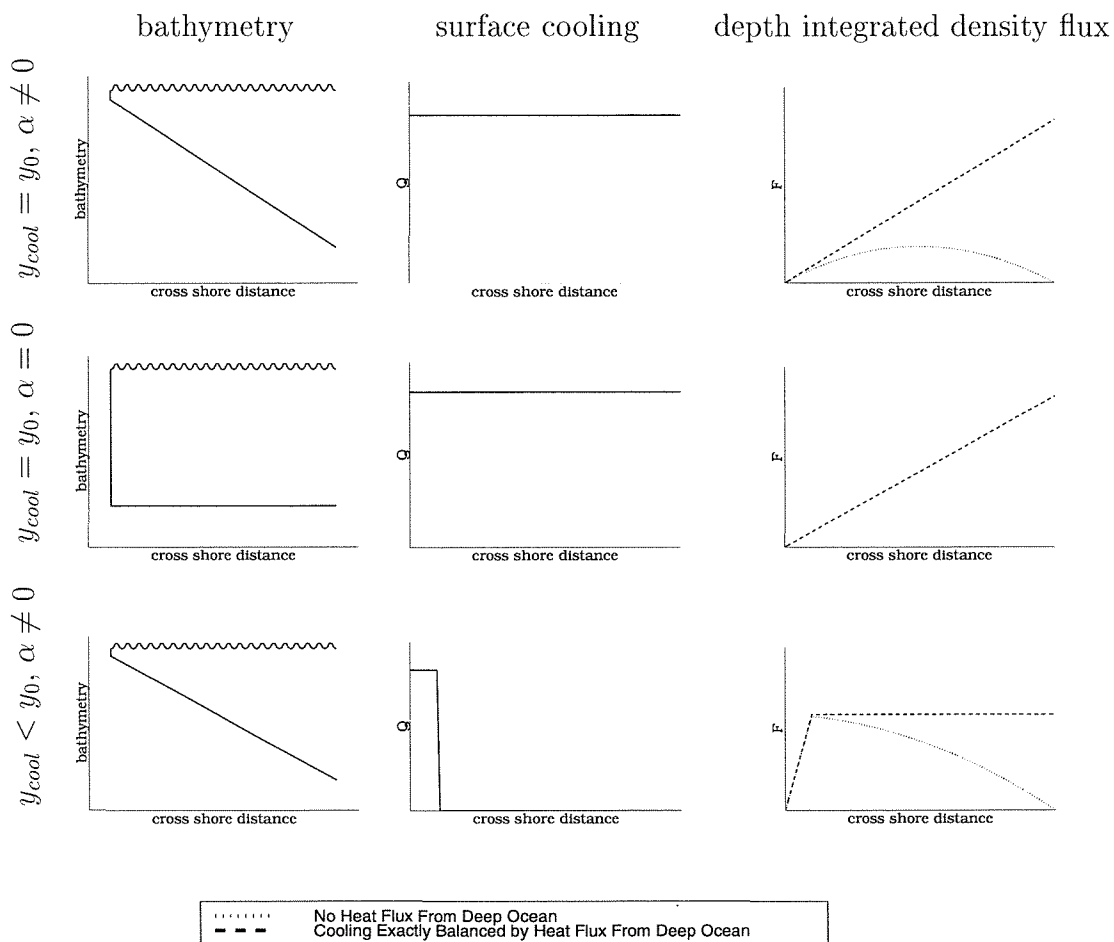 bathymetry surface cooling depth integrated density flux
y_cool = y_0, α ≠ 0
bathymetry
cross shore distance
Q
cross shore distance
F
cross shore distance
y_cool = y_0, α = 0
bathymetry
cross shore distance
Q
cross shore distance
F
cross shore distance
y_cool < y_0, α ≠ 0
bathymetry
cross shore distance
Q
cross shore distance
F
cross shore distance
No Heat Flux From Deep Ocean
Cooling Exactly Balanced by Heat Flux From Deep Ocean